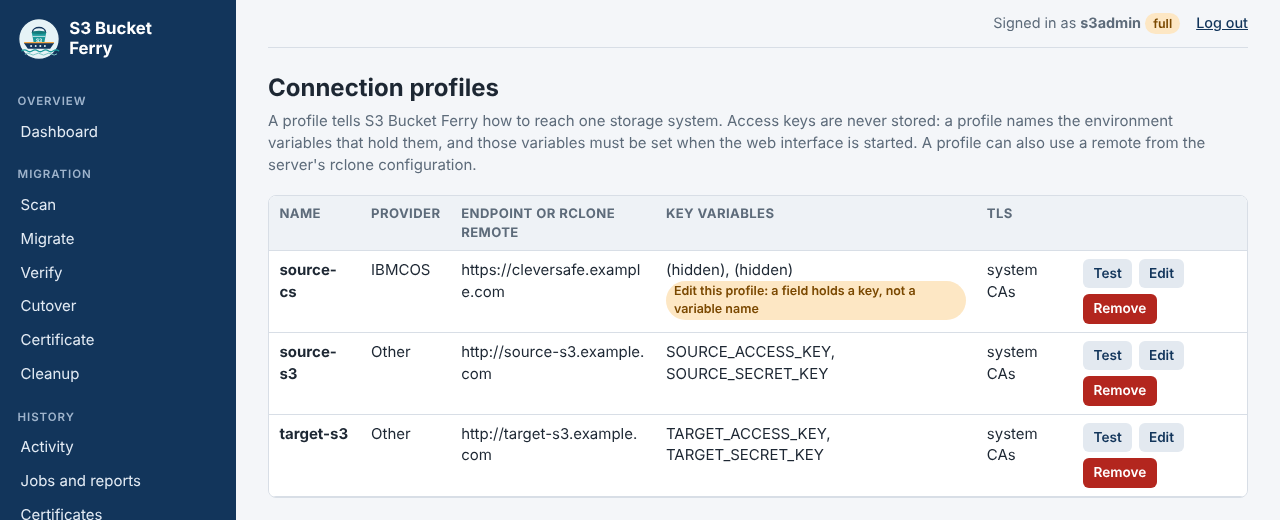 S3 Bucket
Ferry
OVERVIEW
Dashboard
MIGRATION
Scan
Migrate
Verify
Cutover
Certificate
Cleanup
HISTORY
Activity
Jobs and reports
Certificates
Signed in as s3admin full Log out
Connection profiles
A profile tells S3 Bucket Ferry how to reach one storage system. Access keys are never stored: a profile names the environment
variables that hold them, and those variables must be set when the web interface is started. A profile can also use a remote from the
server's rclone configuration.
NAME PROVIDER ENDPOINT OR RCLONE KEY VARIABLES TLS
REMOTE
source- IBMCOS https://cleversafe.exampl (hidden), (hidden) system Test Edit
cs e.com Edit this profile: a field holds a key, not a CAs
variable name Remove
source- Other http://source-s3.example. SOURCE_ACCESS_KEY, system Test Edit
s3 com SOURCE_SECRET_KEY CAs
Remove
target-s3 Other http://target-s3.example. TARGET_ACCESS_KEY, system Test Edit
com TARGET_SECRET_KEY CAs
Remove